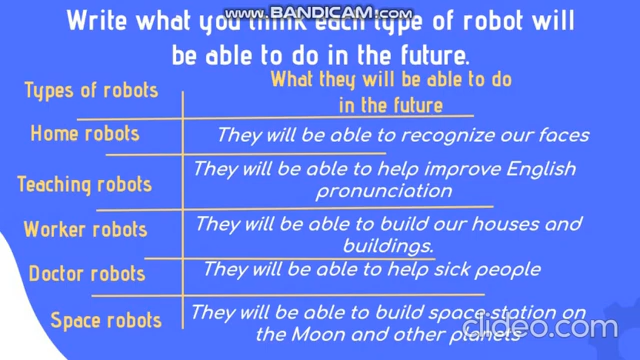 www.BANDICAM.com
Write what you think each type of robot will
be able to do in the future.
Types of robots
What they will be able to do
in the future
Home robots
They will be able to recognize our faces
Teaching robots
They will be able to help improve English
pronunciation
Worker robots
They will be able to build our houses and
buildings.
Doctor robots
They will be able to help sick people
Space robots
They will be able to build space station on
the Moon and other planets
clideo.com